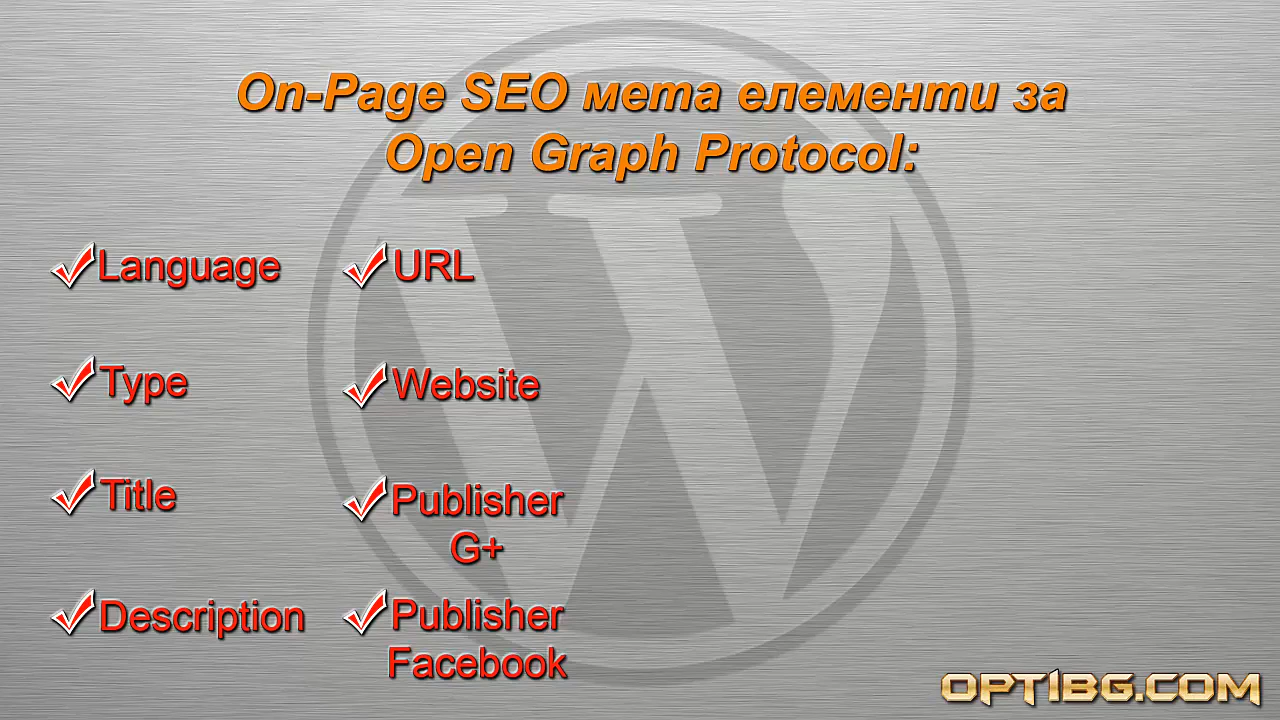 On-Page SEO мета елементи за
Open Graph Protocol:
Language
Type
Title
Description
URL
Website
Publisher
G+
Publisher
Facebook
OPT1BG.COM